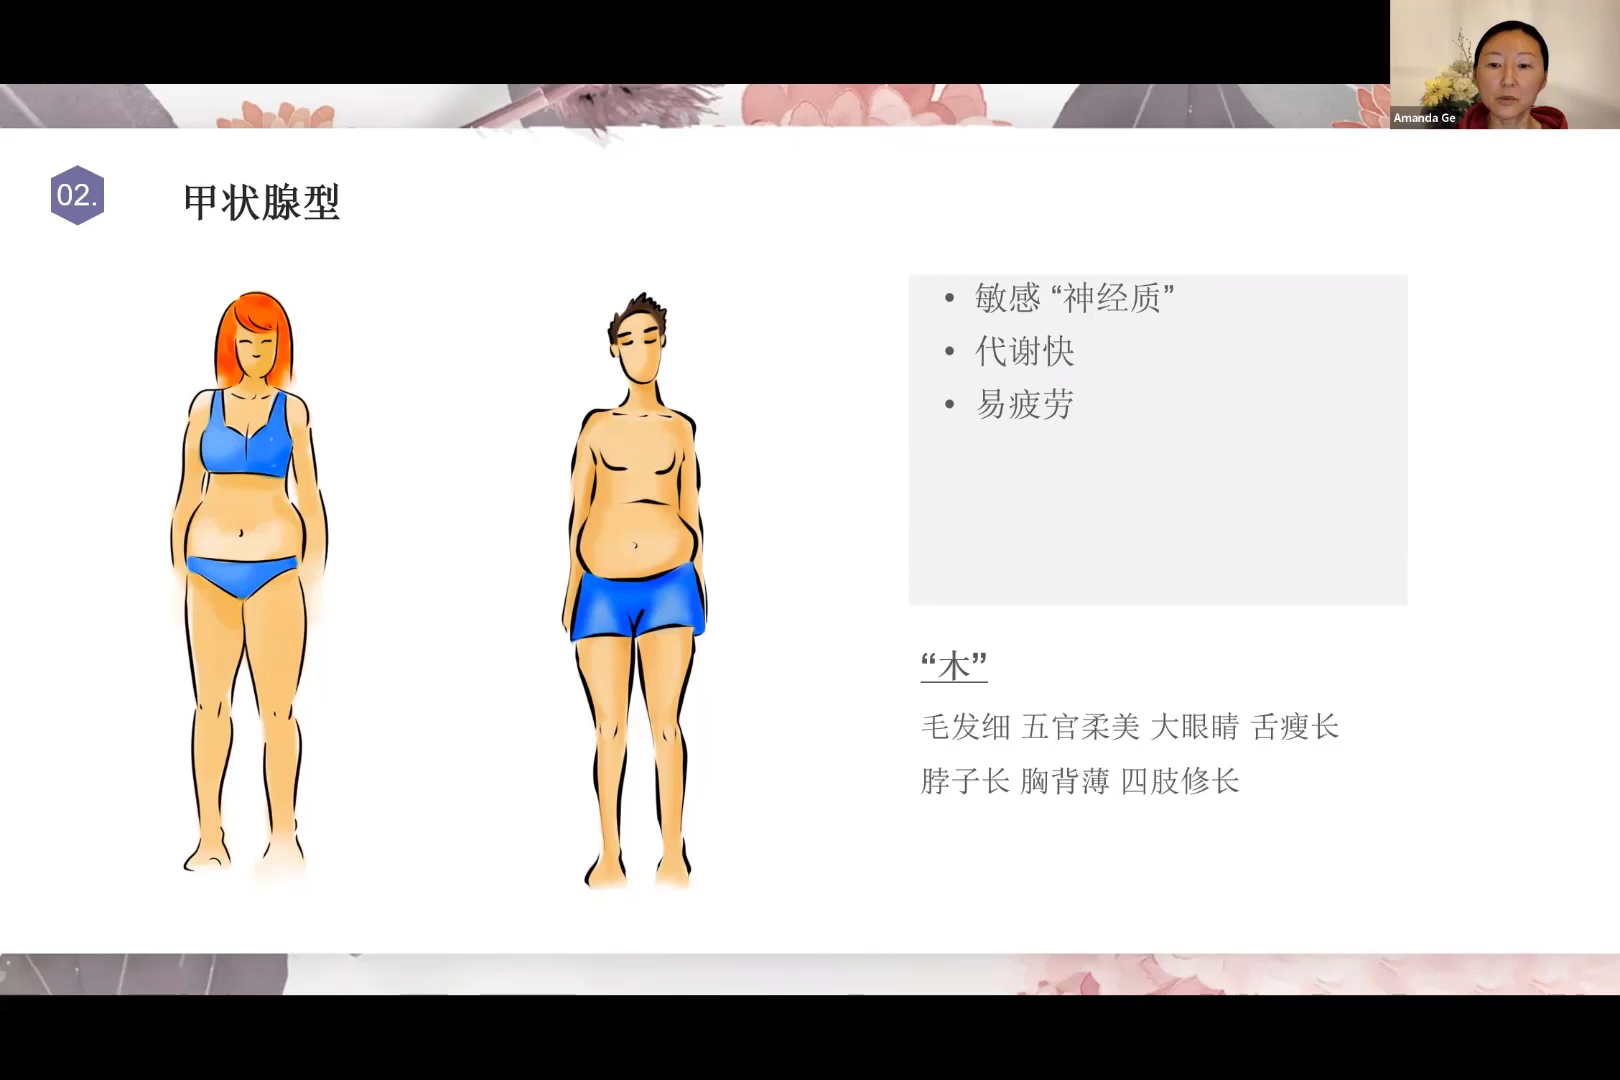 Amanda Ge
02.
甲状腺型
• 敏感 “神经质”
• 代谢快
• 易疲劳
“木”
毛发细 五官柔美 大眼睛 舌瘦长
脖子长 胸背薄 四肢修长